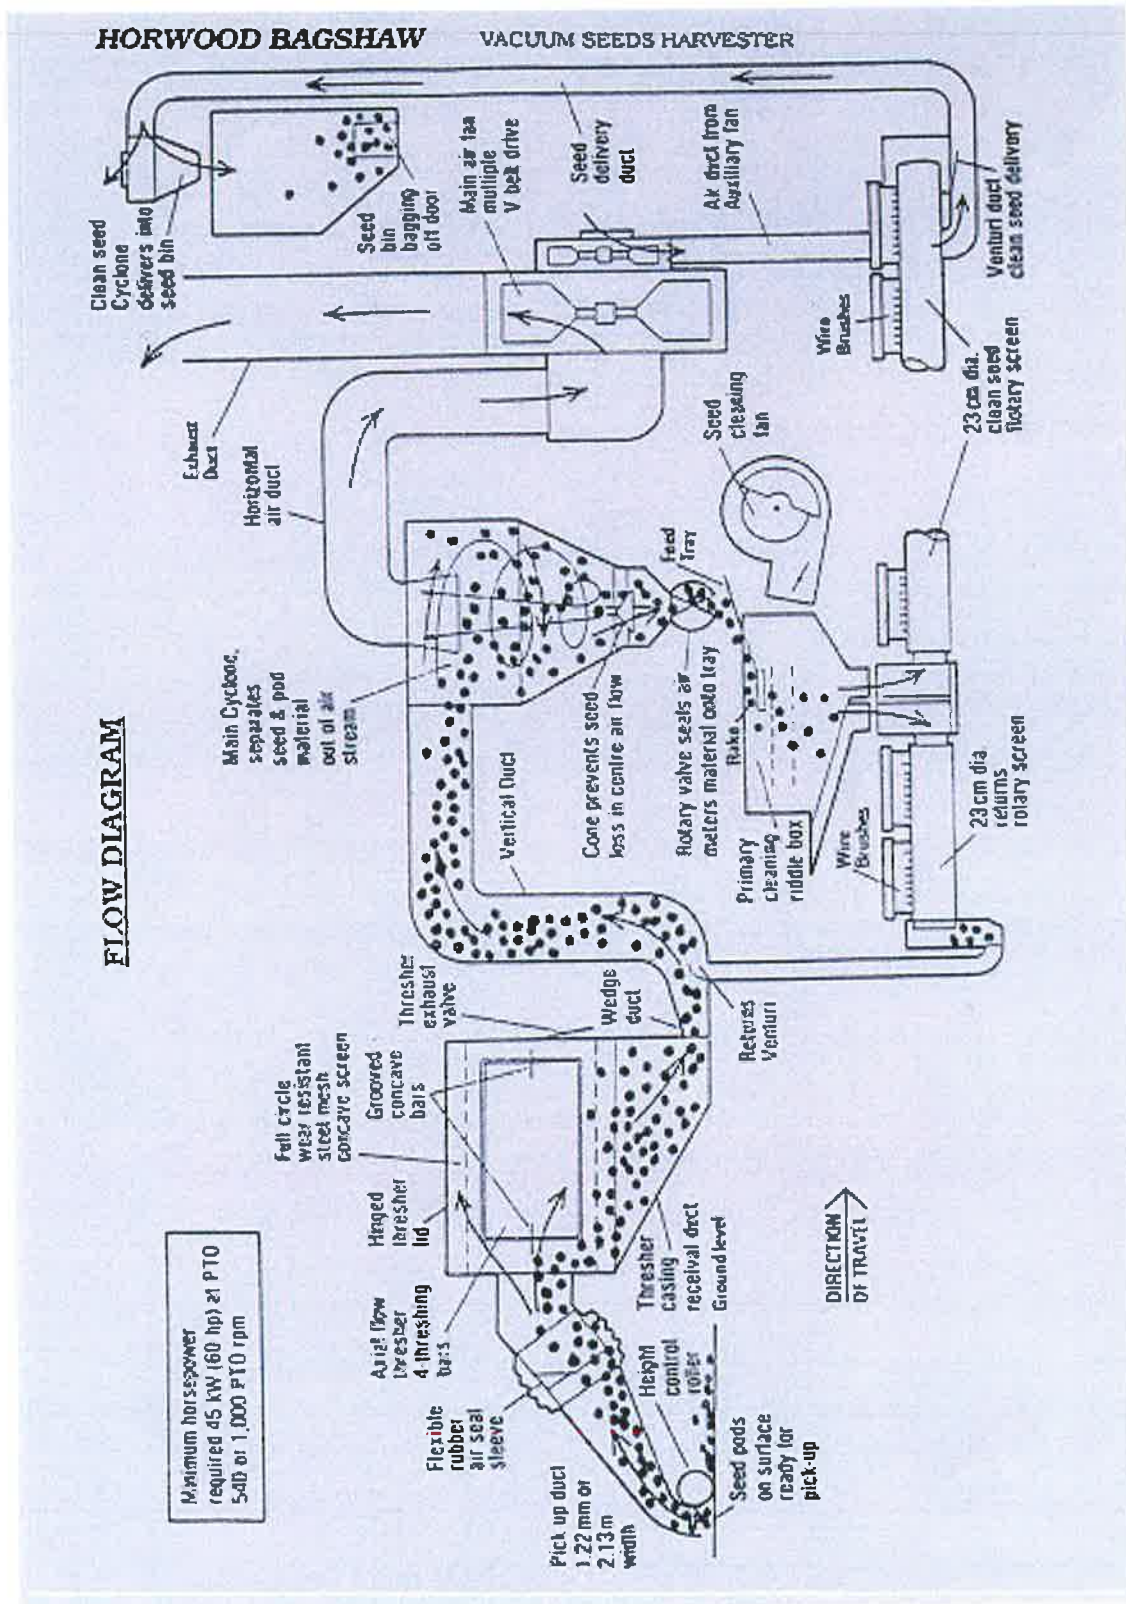 HORWOOD BAGSHAW
VACUUM SEEDS HARVESTER
FLOW DIAGRAM
Minimum horsepower
required 45 kW (60 hp) at PTO
540 or 1,000 PTO rpm
Pick up duct
1.22 mm or
2.13 m
width
Flexible
rubber
air seal
sleeve
Axial flow
thresher
4-threshing
bars
Hinged
thresher
lid
Full circle
wear resistant
steel mesh
concave screen
Grooved
concave
bars
Thresher
exhaust
valve
Wedge
duct
Vertical Duct
Main Cyclone,
separates
seed & pod
material
out of air
stream
Horizontal
air duct
Exhaust
Duct
Clean seed
Cyclone
delivers into
seed bin
Seed
bin
bagging
off door
Main air fan
multiple
V belt drive
Seed
delivery
duct
Air duct from
Auxiliary fan
Venturi duct
clean seed delivery
Wire
Brushes
23 cm dia.
clean seed
Rotary screen
Seed
cleaning
fan
Feed
Tray
Cone prevents seed
loss in centre air flow
Rotary valve seals air
meters material onto tray
Rake
Primary
cleaning
riddle box
Wire
Brushes
23 cm dia.
returns
rotary screen
Returns
Venturi
Thresher
casing
receival duct
Ground level
Height
control
roller
Seed pods
on surface
ready for
pick-up
DIRECTION
OF TRAVEL